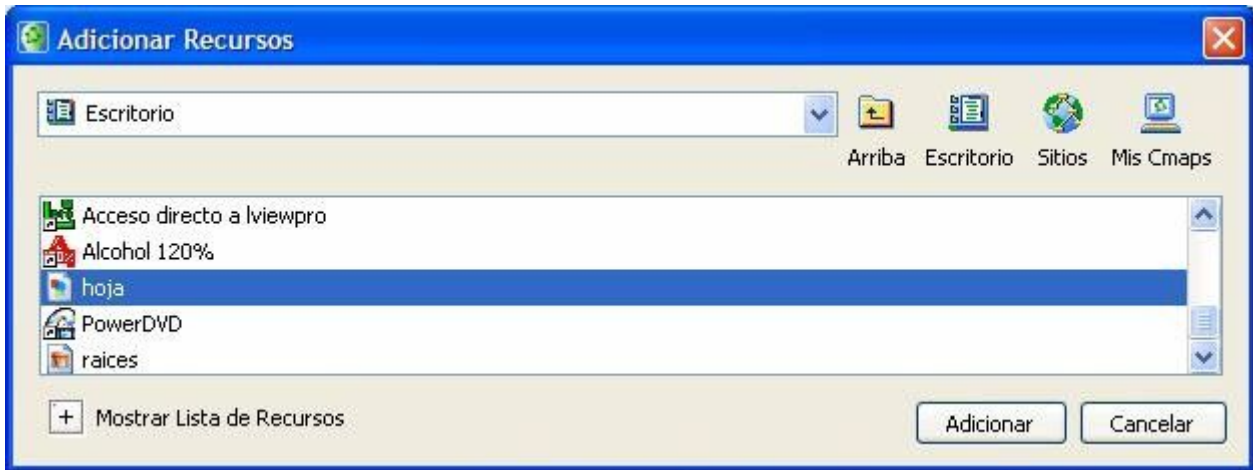 Adicionar Recursos
Escritorio
Arriba Escritorio Sitios Mis Cmaps
Acceso directo a lviewpro
Alcohol 120%
hoja
PowerDVD
raices
+ Mostrar Lista de Recursos
Adicionar Cancelar